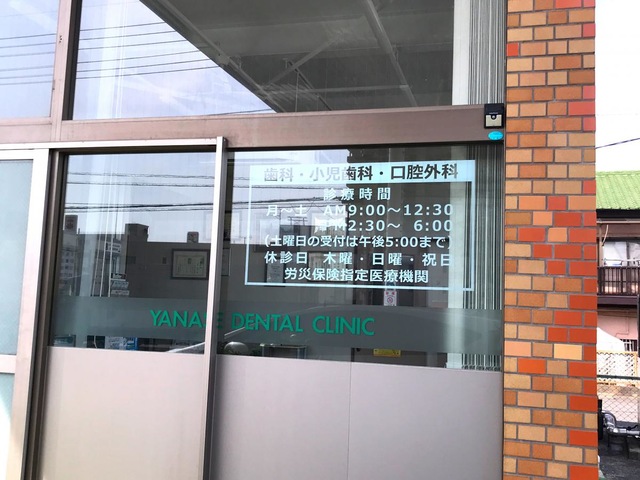 歯科・小児歯科・口腔外科
診療時間
月〜土 AM9:00〜12:30
2:30〜 6:00
(土曜日の受付は午後5:00まで)
休診日 木曜・日曜・祝日
労災保険指定医療機関
DENTAL CLINIC